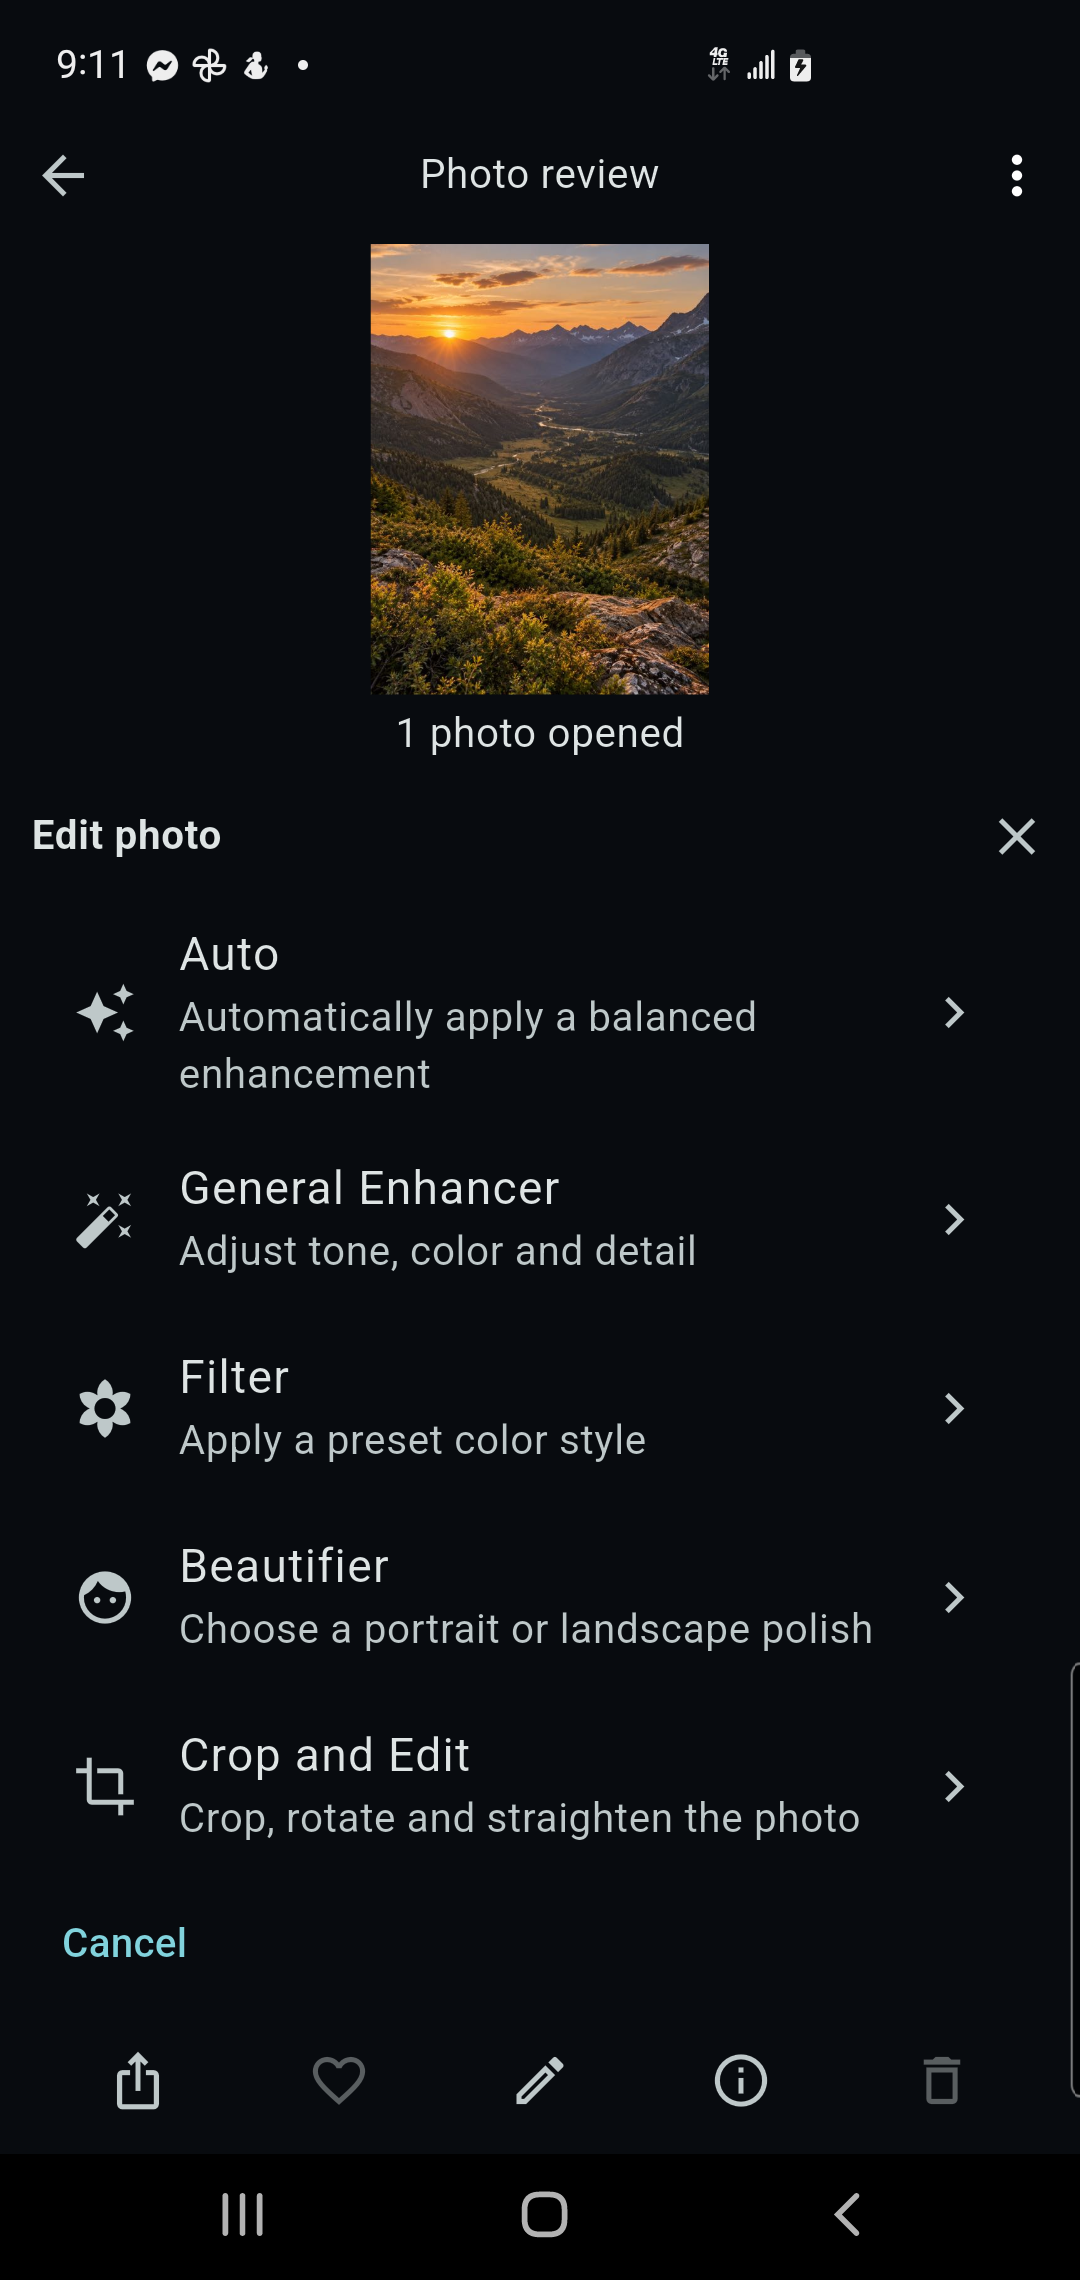 9:11
4G
LTE
Photo review
1 photo opened
Edit photo
Auto
Automatically apply a balanced
enhancement
General Enhancer
Adjust tone, color and detail
Filter
Apply a preset color style
Beautifier
Choose a portrait or landscape polish
Crop and Edit
Crop, rotate and straighten the photo
Cancel